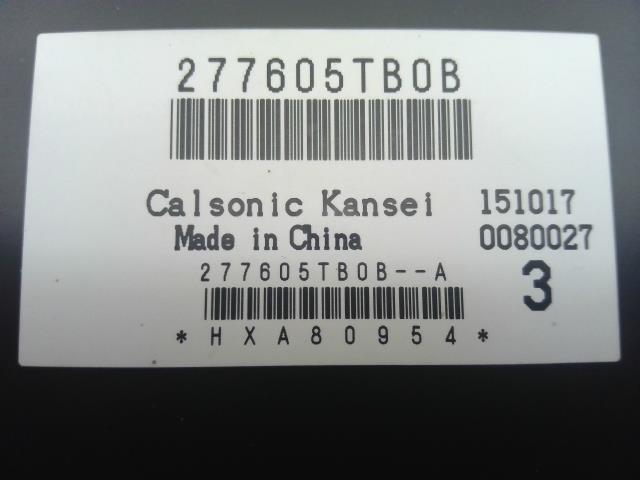 277605TB0B
Calsonic Kansei 151017
Made in China 0080027
277605TB0B--A 3
*HXA80954*